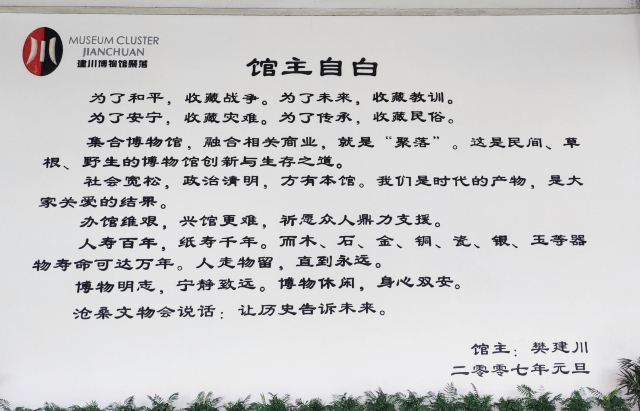 MUSEUM CLUSTER
JIANCHUAN
建川博物馆聚落
馆主自白
为了和平，收藏战争。为了未来，收藏教训。
为了安宁，收藏灾难。为了传承，收藏民俗。
集合博物馆，融合相关商业，就是“聚落”。这是民间、草
根、野生的博物馆创新与生存之道。
社会宽松，政治清明，方有本馆。我们是时代的产物，是大
家关爱的结果。
办馆维艰，兴馆更难，祈愿众人鼎力支援。
人寿百年，纸寿千年。而木、石、金、铜、瓷、银、玉等器
物寿命可达万年。人走物留，直到永远。
博物明志，宁静致远。博物休闲，身心双安。
沧桑文物会说话：让历史告诉未来。
馆主：樊建川
二零零七年元旦